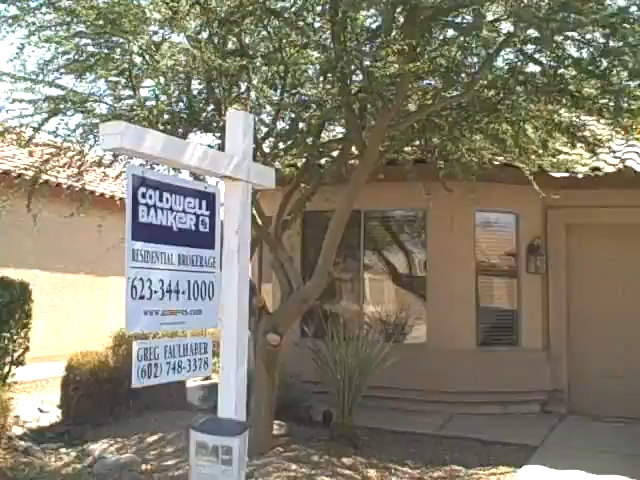 COLDWELL
BANKER
RESIDENTIAL BROKERAGE
623-344-1000
GREG FAULHABER
(602) 748-3378